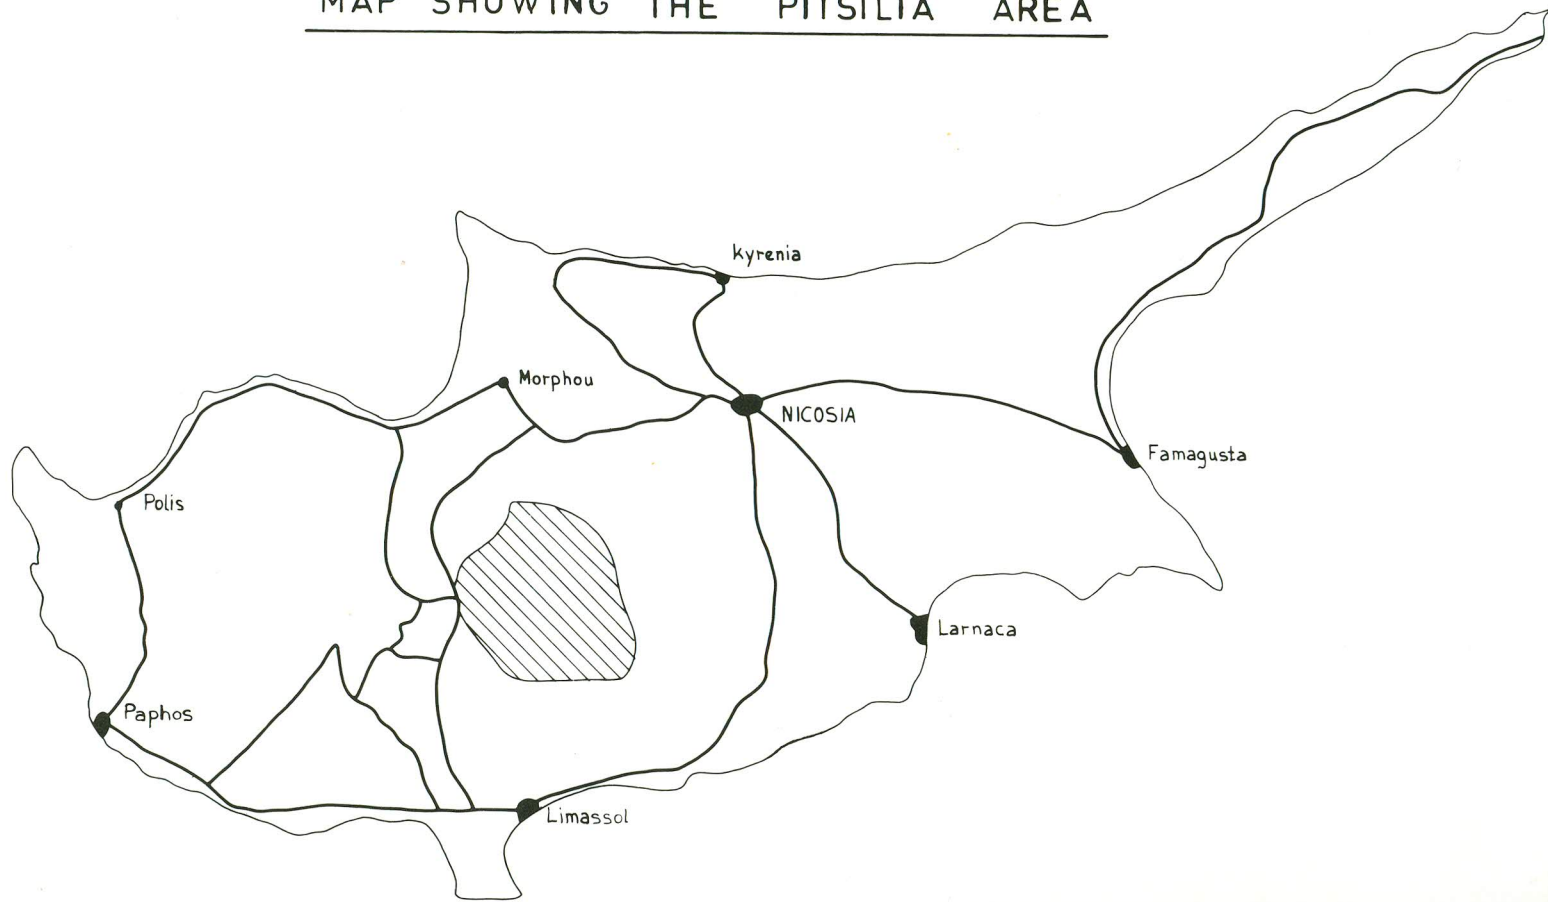 MAP SHOWING THE PITSILIA AREA
Kyrenia
Morphou
NICOSIA
Famagusta
Polis
Larnaca
Paphos
Limassol